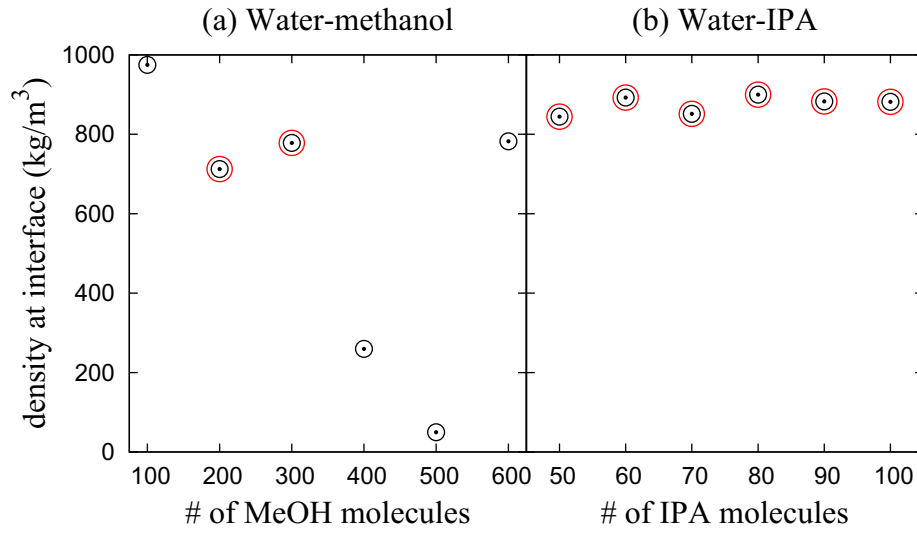 (a) Water-methanol
(b) Water-IPA
density at interface (kg/m³)
1000
800
600
400
200
0
100 200 300 400 500 600
50 60 70 80 90 100
# of MeOH molecules
# of IPA molecules